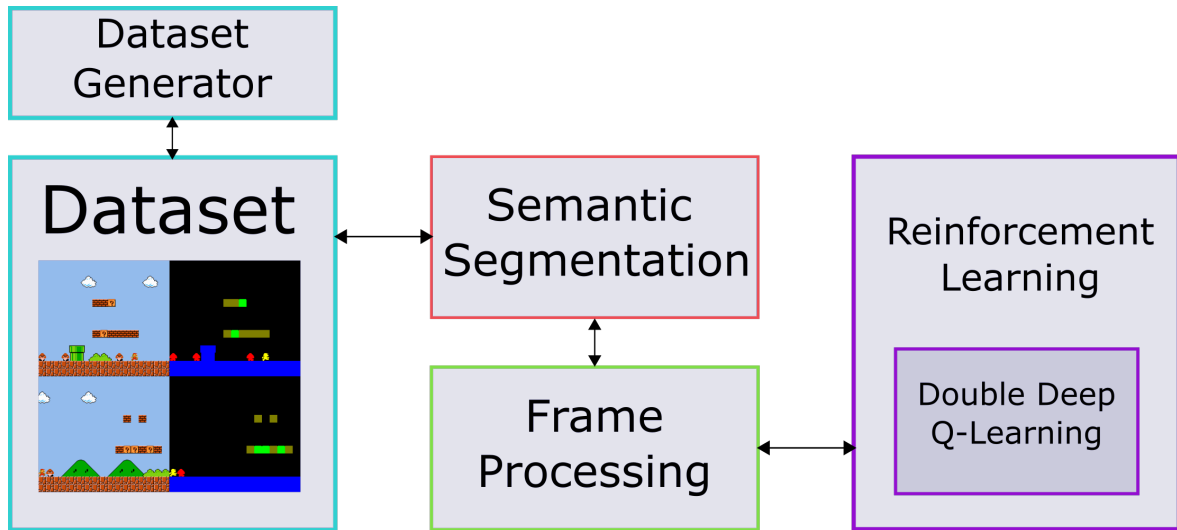 Dataset
Generator
Dataset
Semantic
Segmentation
Frame
Processing
Reinforcement
Learning
Double Deep
Q-Learning